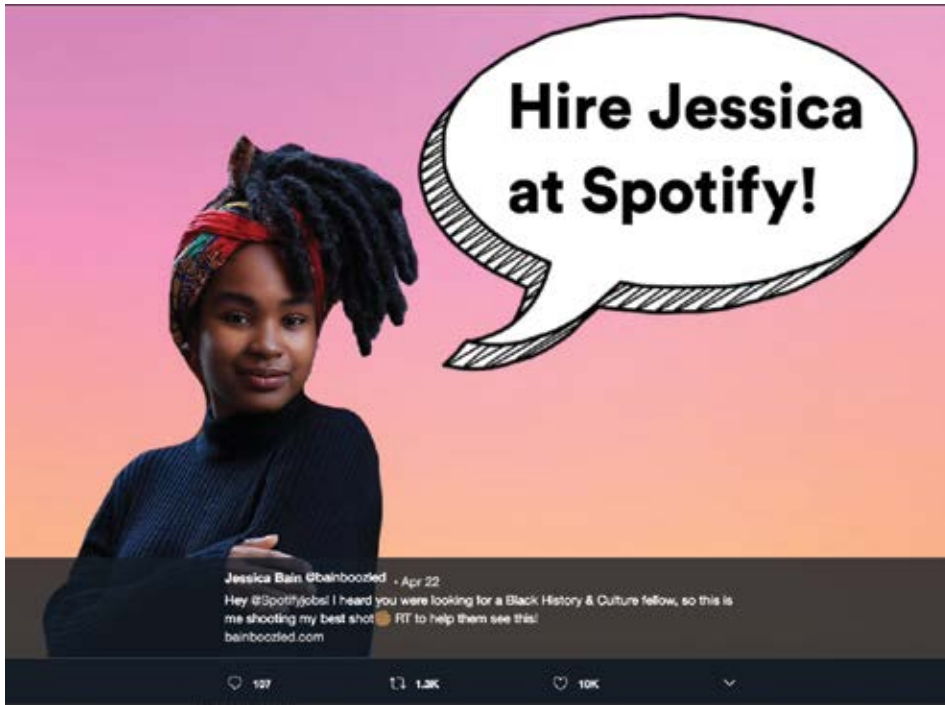 Hire Jessica
at Spotify!
Jessica Bain @bainboozled · Apr 22
Hey @Spotifyjobs! I heard you were looking for a Black History & Culture fellow, so this is
me shooting my best shot🏾 RT to help them see this!
bainboozled.com
107 1.3K 10K